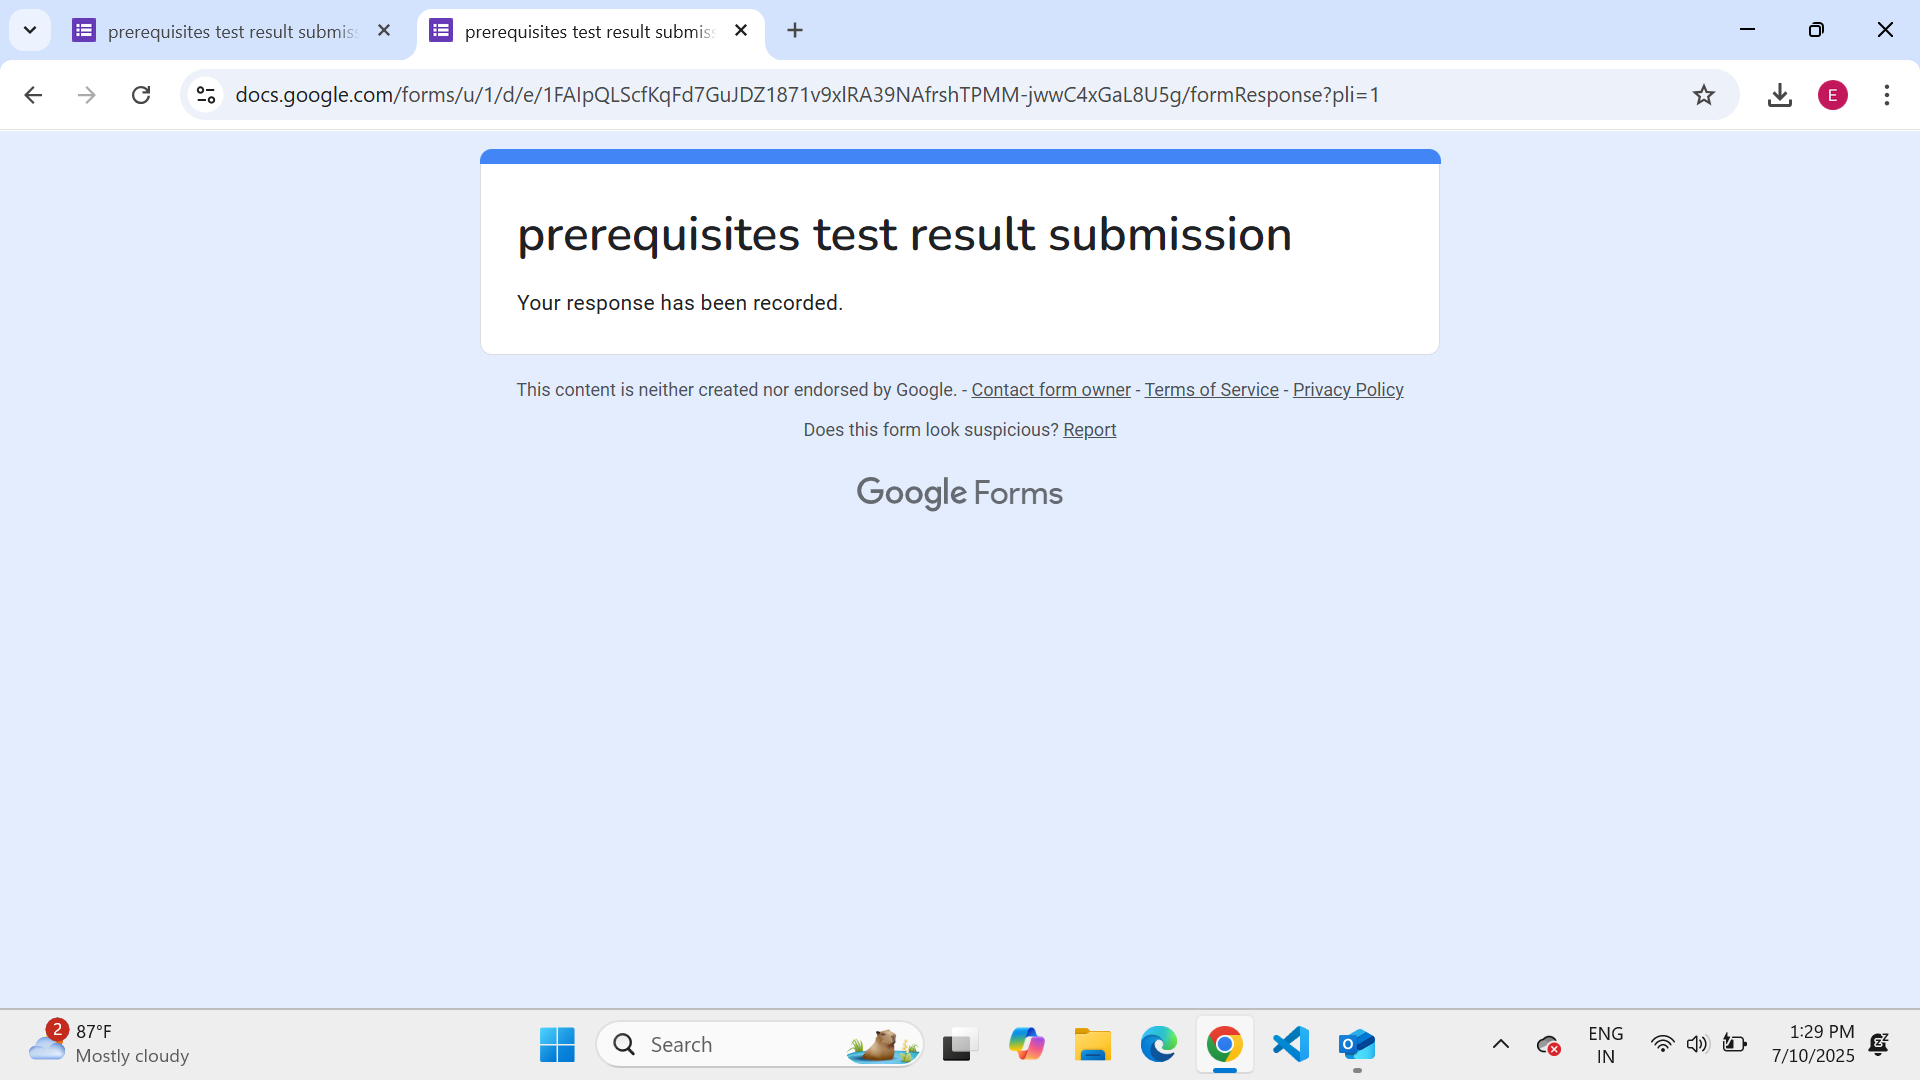 prerequisites test result submiss
prerequisites test result submiss
docs.google.com/forms/u/1/d/e/1FAIpQLScfKqFd7GuJDZ1871v9xlRA39NAfrshTPMM-jwwC4xGaL8U5g/formResponse?pli=1
E
prerequisites test result submission
Your response has been recorded.
This content is neither created nor endorsed by Google. - Contact form owner - Terms of Service - Privacy Policy
Does this form look suspicious? Report
Google Forms
2
87°F
Mostly cloudy
Search
ENG
IN
1:29 PM
7/10/2025